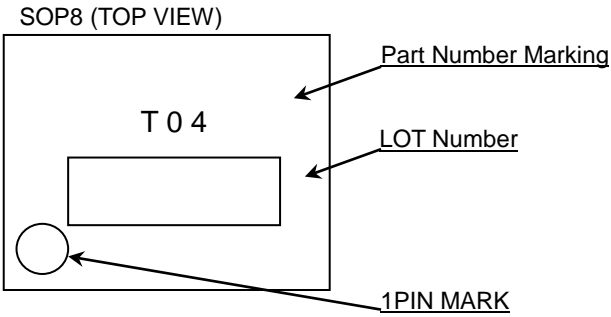 SOP8 (TOP VIEW)
Part Number Marking
T 0 4
LOT Number
1PIN MARK